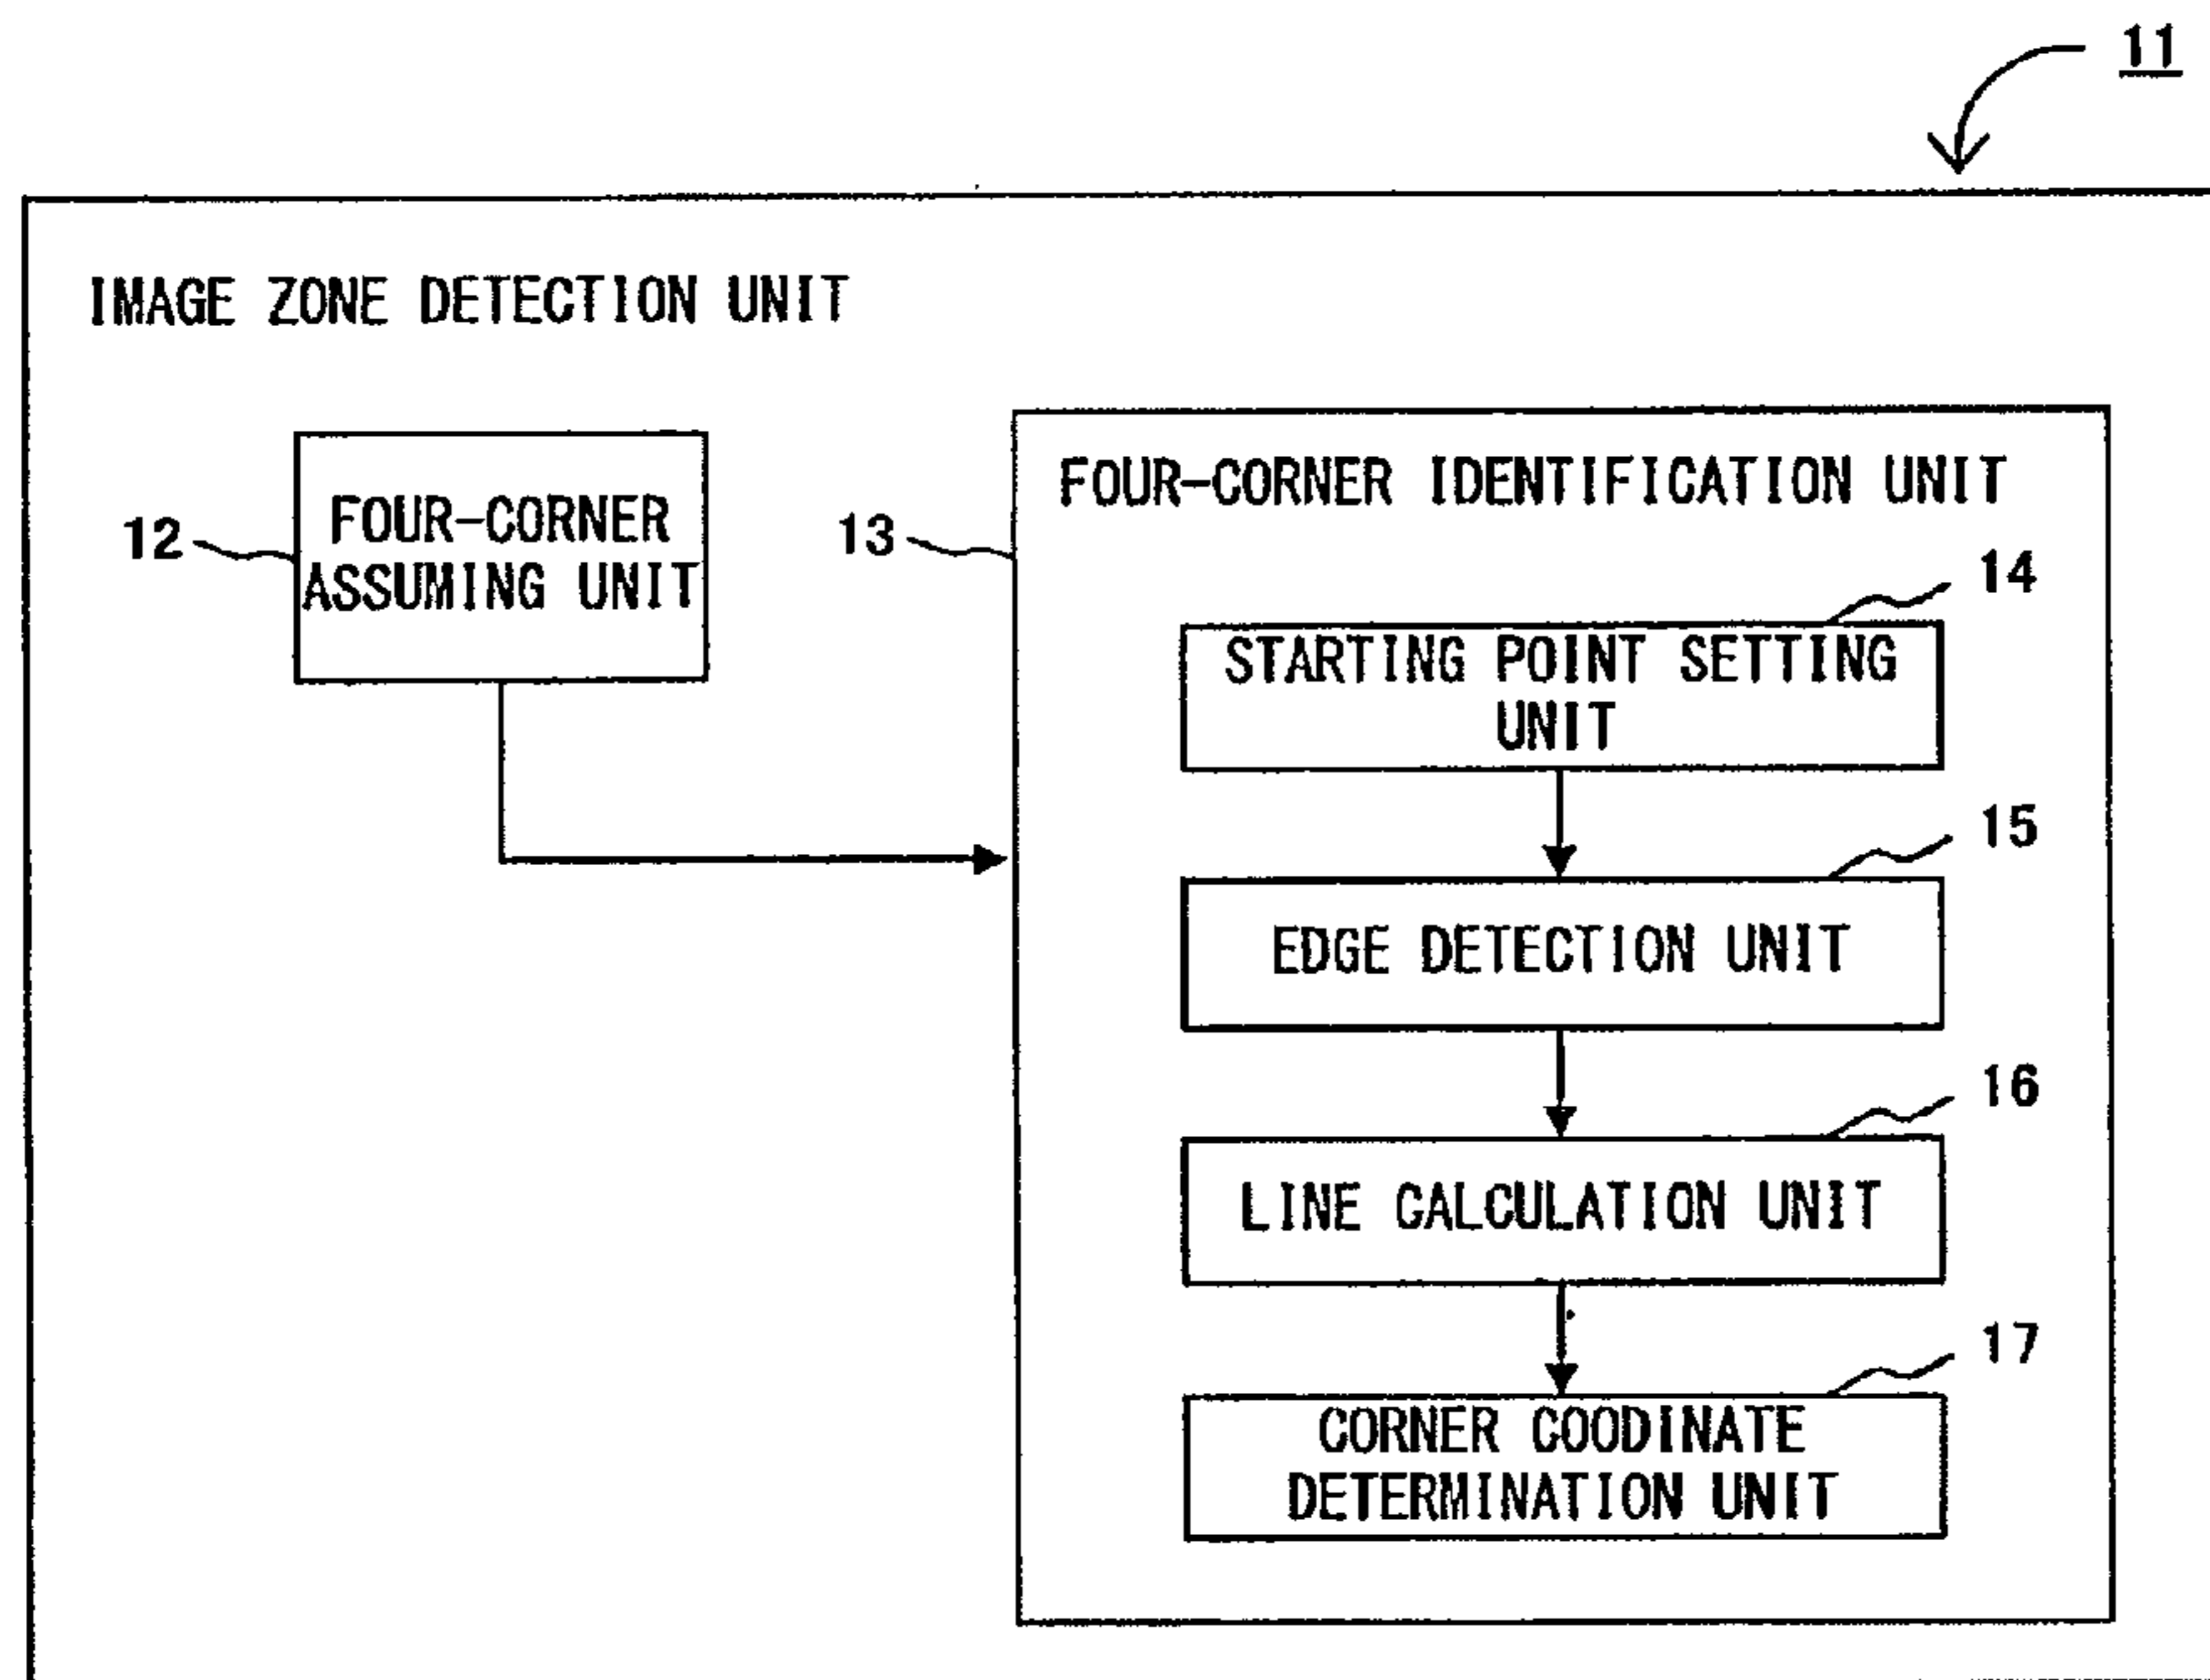 11
IMAGE ZONE DETECTION UNIT
12
FOUR-CORNER
ASSUMING UNIT
13
FOUR-CORNER IDENTIFICATION UNIT
14
STARTING POINT SETTING
UNIT
15
EDGE DETECTION UNIT
16
LINE CALCULATION UNIT
17
CORNER COODINATE
DETERMINATION UNIT